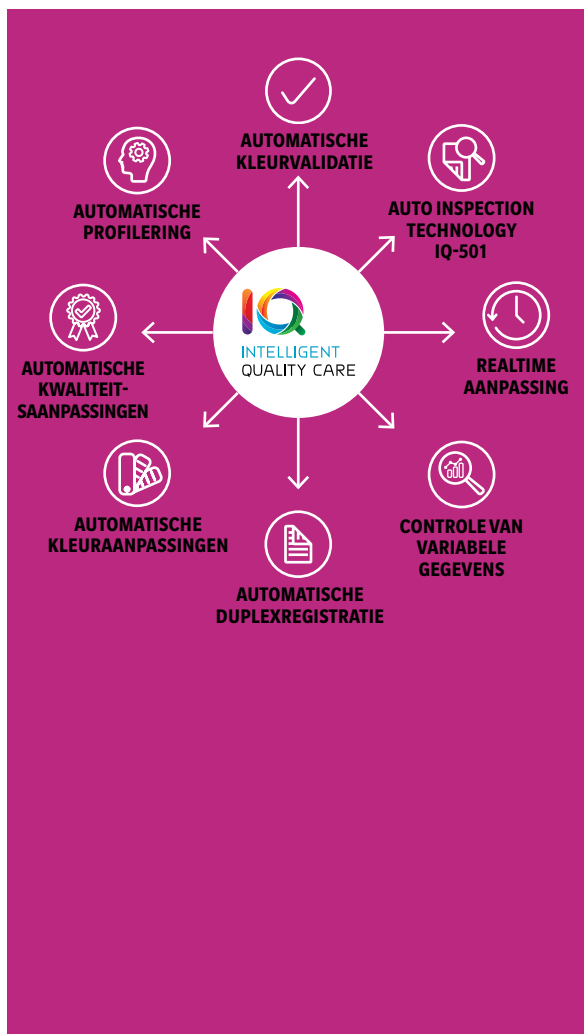 AUTOMATISCHE
KLEURVALIDATIE
AUTOMATISCHE
PROFILERING
AUTO INSPECTION
TECHNOLOGY
IQ-501
IQ
INTELLIGENT
QUALITY CARE
AUTOMATISCHE
KWALITEIT-
SAANPASSINGEN
REALTIME
AANPASSING
AUTOMATISCHE
KLEURAANPASSINGEN
CONTROLE VAN
VARIABELE
GEGEVENS
AUTOMATISCHE
DUPLEXREGISTRATIE